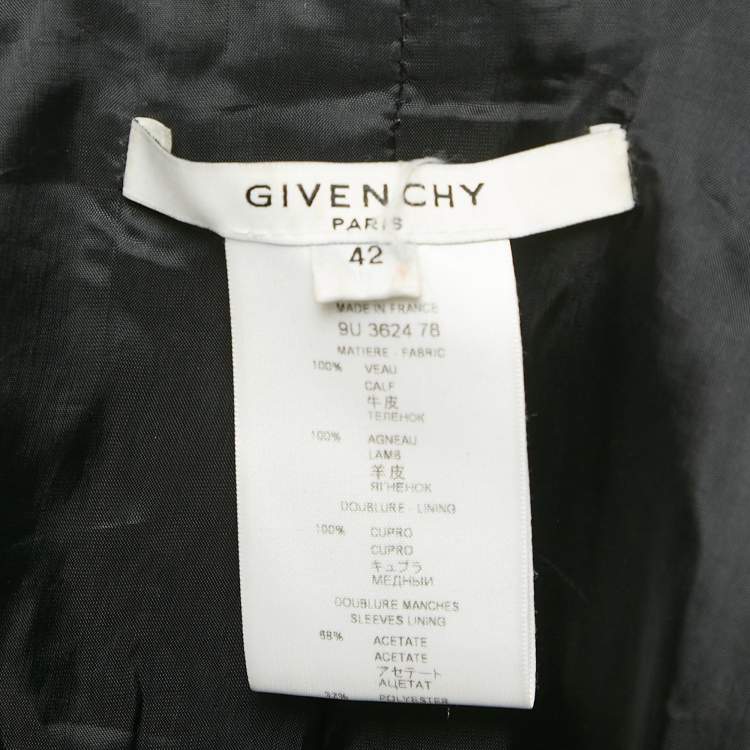 GIVENCHY
PARIS
42
MADE IN FRANCE
9U 3624 78
MATIERE - FABRIC
100% VEAU
CALF
牛皮
ТЕЛЕНОК
100% AGNEAU
LAMB
羊皮
ЯГНЕНОК
DOUBLURE - LINING
100% CUPRO
CUPRO
キュプラ
МЕДНЫЙ
DOUBLURE MANCHES
SLEEVES LINING
68% ACETATE
ACETATE
アセテート
АЦЕТАТ
32% POLYESTER